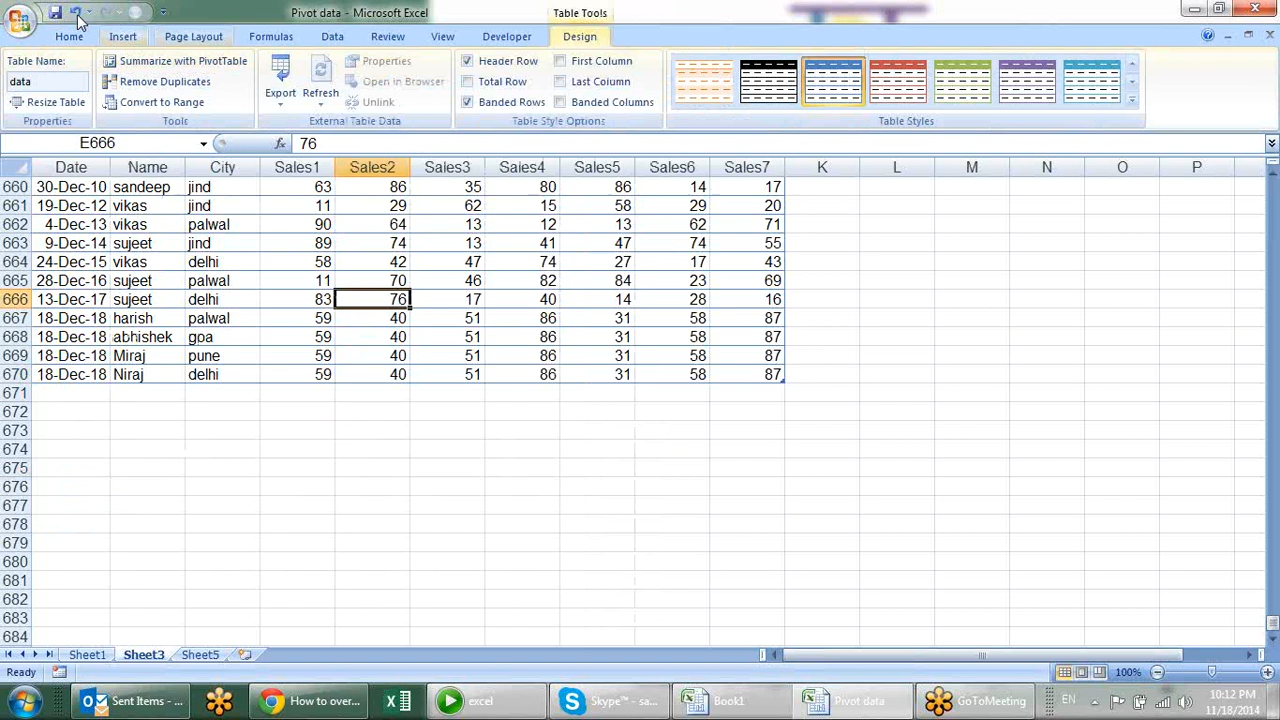 Pivot data - Microsoft Excel
Table Tools
Home Insert Page Layout Formulas Data Review View Developer Design
Table Name:
data
Resize Table
Properties
Summarize with PivotTable
Remove Duplicates
Convert to Range
Tools
Export
Refresh
Properties
Open in Browser
Unlink
External Table Data
Header Row
Total Row
Banded Rows
First Column
Last Column
Banded Columns
Table Style Options
Table Styles
E666 fx 76
Date Name City Sales1 Sales2 Sales3 Sales4 Sales5 Sales6 Sales7 K L M N O P
660 30-Dec-10 sandeep jind 63 86 35 80 86 14 17
661 19-Dec-12 vikas jind 11 29 62 15 58 29 20
662 4-Dec-13 vikas palwal 90 64 13 12 13 62 71
663 9-Dec-14 sujeet jind 89 74 13 41 47 74 55
664 24-Dec-15 vikas delhi 58 42 47 74 27 17 43
665 28-Dec-16 sujeet palwal 11 70 46 82 84 23 69
666 13-Dec-17 sujeet delhi 83 76 17 40 14 28 16
667 18-Dec-18 harish palwal 59 40 51 86 31 58 87
668 18-Dec-18 abhishek goa 59 40 51 86 31 58 87
669 18-Dec-18 Miraj pune 59 40 51 86 31 58 87
670 18-Dec-18 Niraj delhi 59 40 51 86 31 58 87
671
672
673
674
675
676
677
678
679
680
681
682
683
684
Sheet1 Sheet3 Sheet5
Ready 100%
Sent Items - ... How to over... excel Skype™ - sa... Book1 Pivot data GoToMeeting EN 10:12 PM
11/18/2014